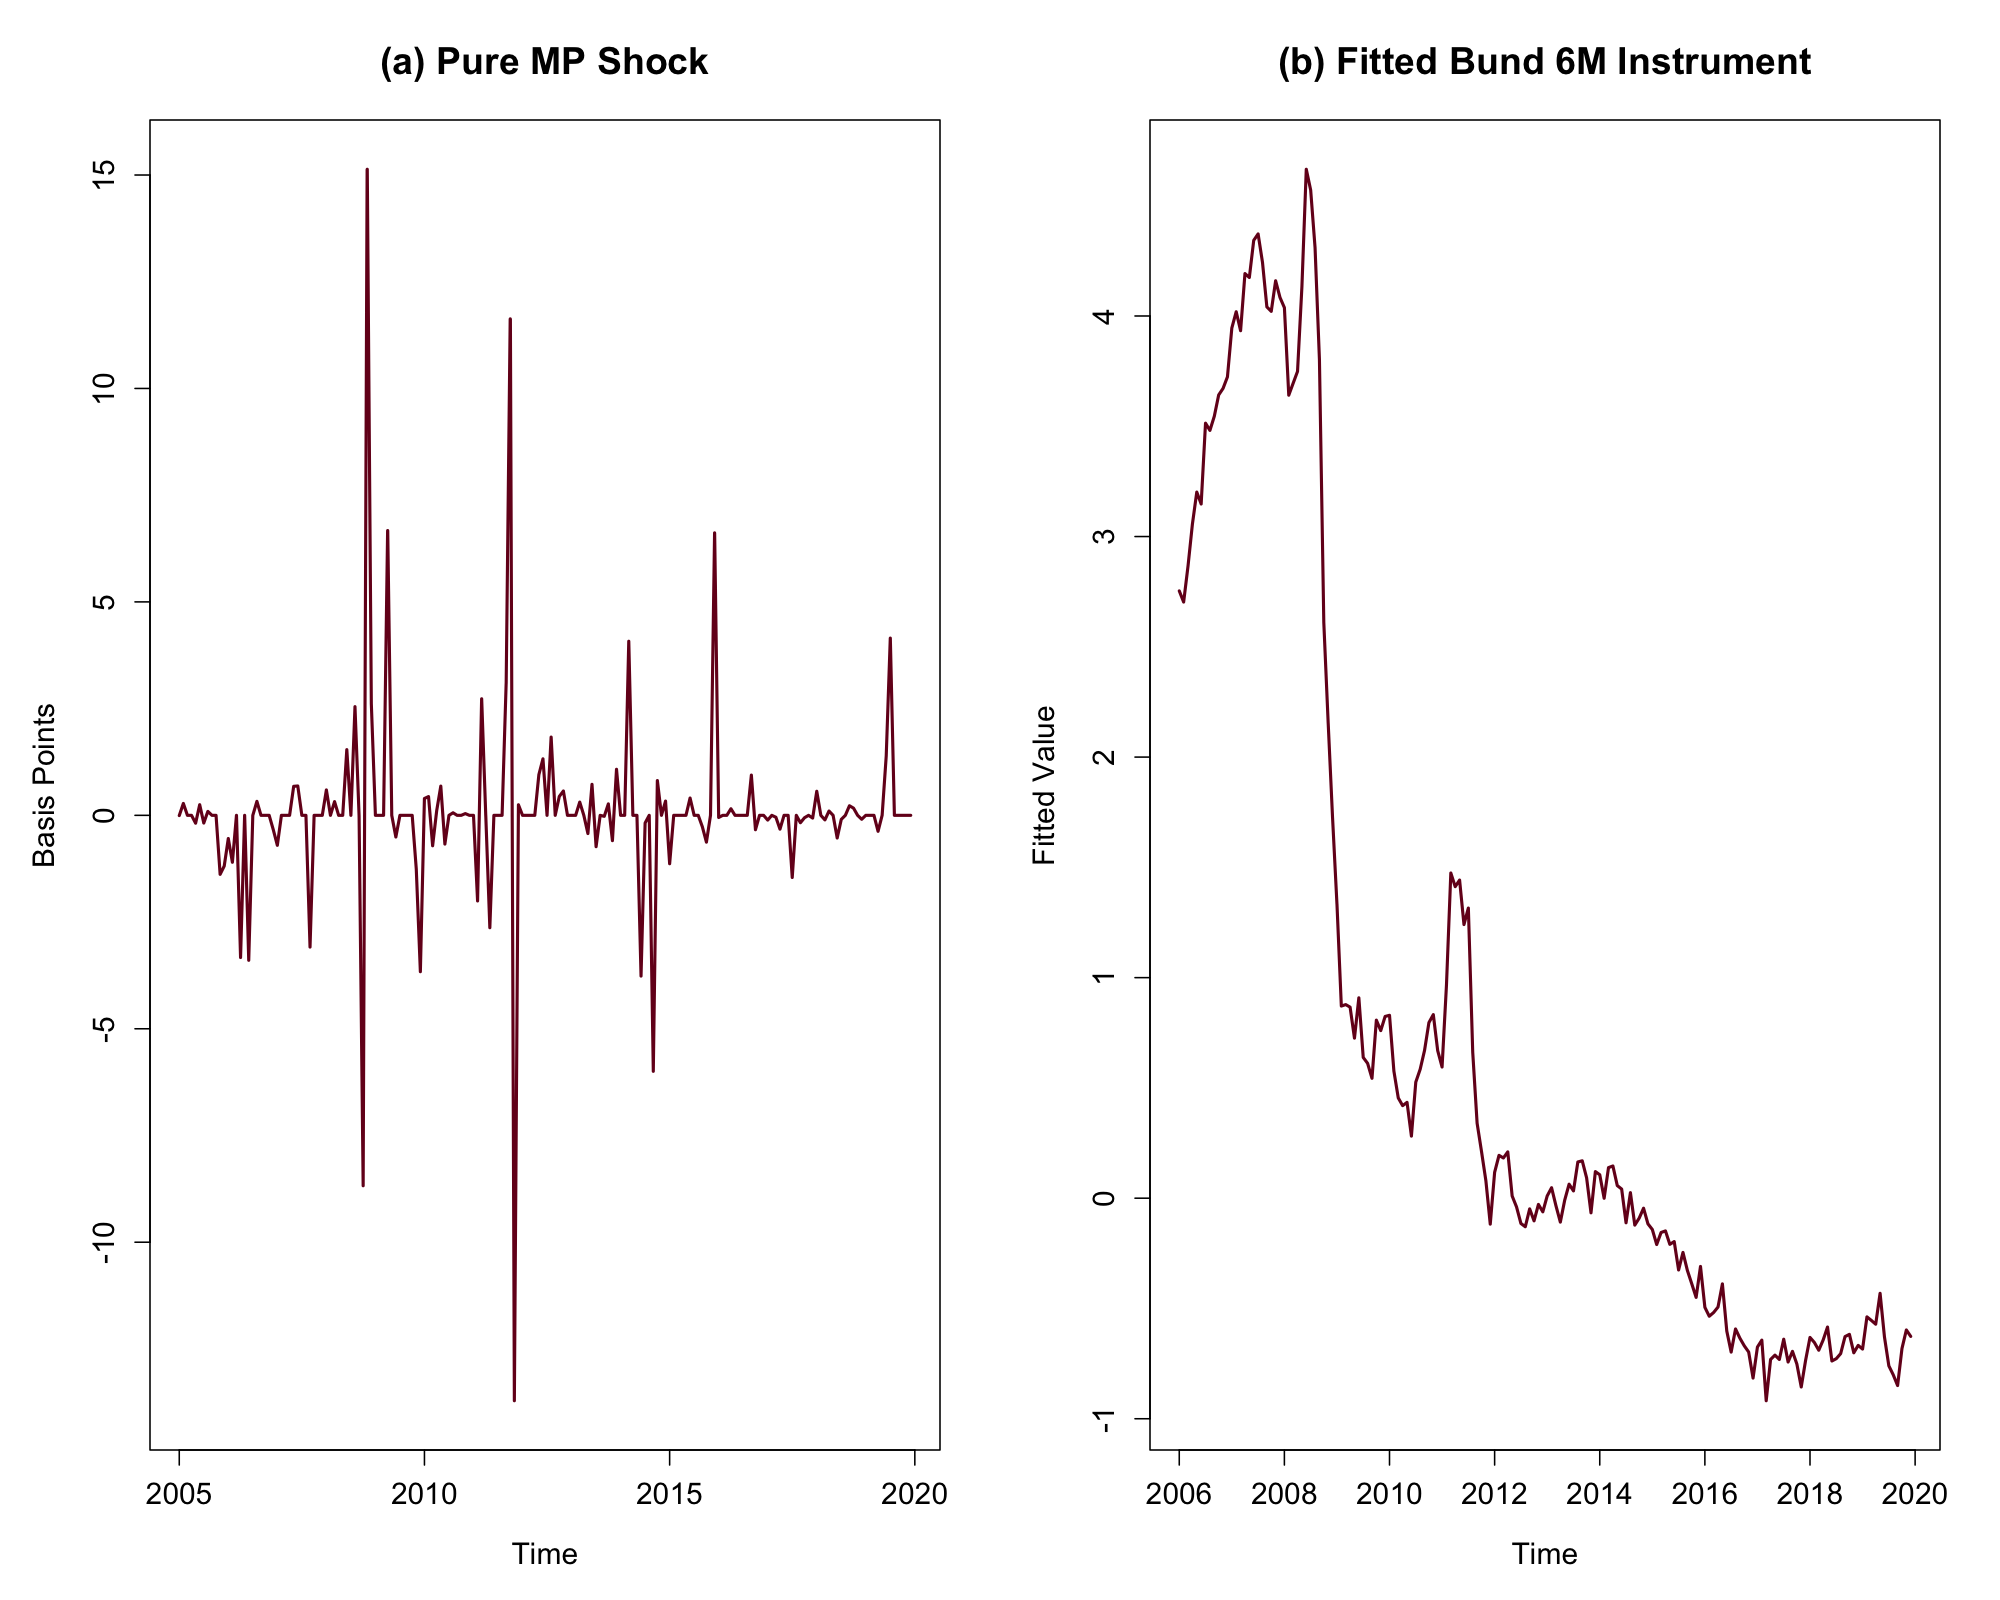 (a) Pure MP Shock
Basis Points
15
10
5
0
-5
-10
2005 2010 2015 2020
Time
(b) Fitted Bund 6M Instrument
Fitted Value
4
3
2
1
0
-1
2006 2008 2010 2012 2014 2016 2018 2020
Time